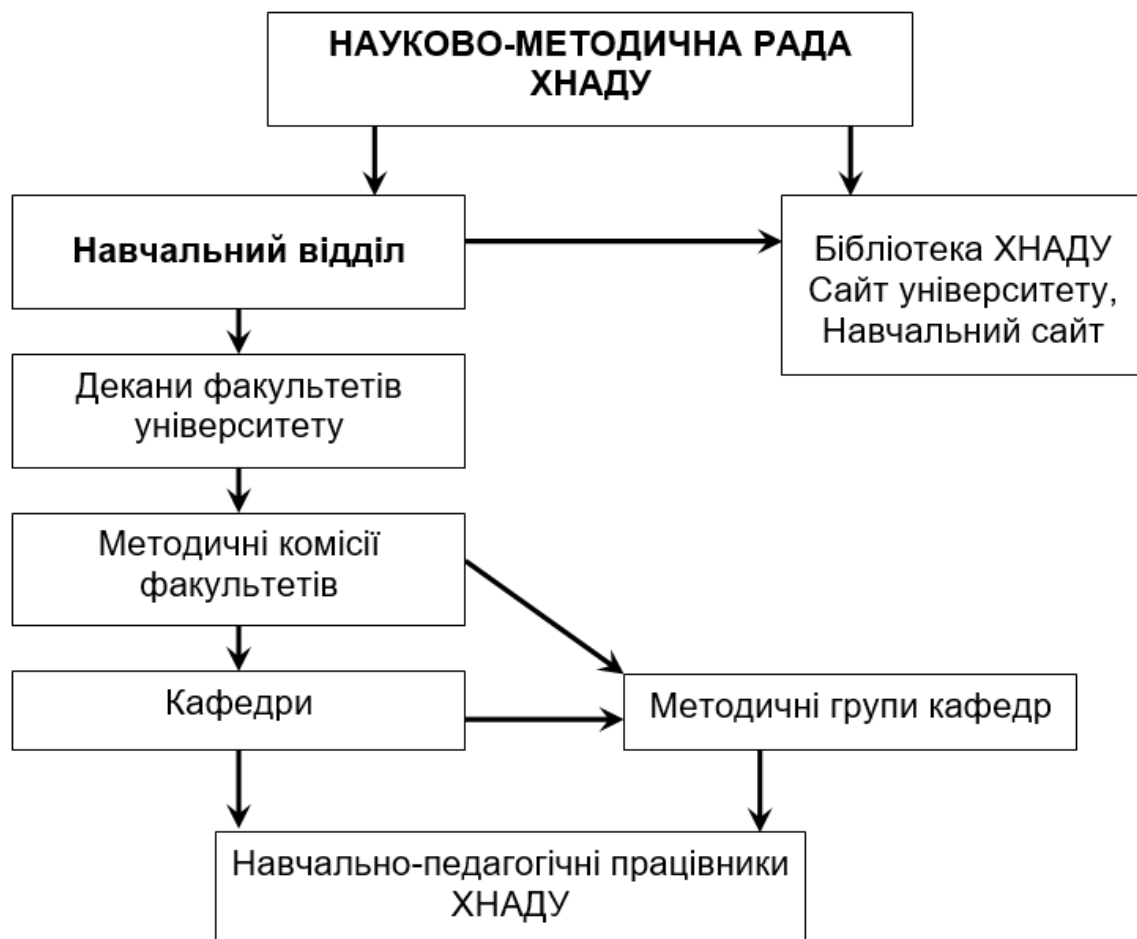 НАУКОВО-МЕТОДИЧНА РАДА
ХНАДУ
Навчальний відділ
Бібліотека ХНАДУ
Сайт університету,
Навчальний сайт
Декани факультетів
університету
Методичні комісії
факультетів
Кафедри
Методичні групи кафедр
Навчально-педагогічні працівники
ХНАДУ